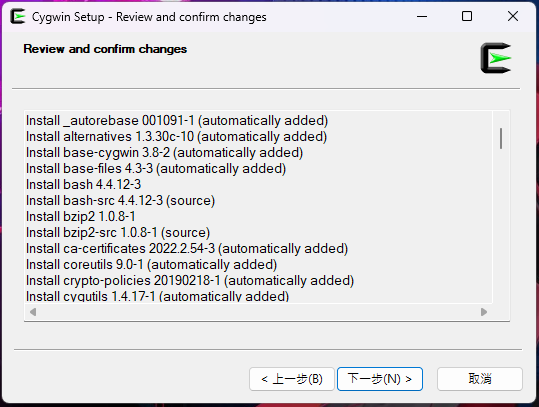 Cygwin Setup - Review and confirm changes
Review and confirm changes
Install _autorebase 001091-1 (automatically added)
Install alternatives 1.3.30c-10 (automatically added)
Install base-cygwin 3.8-2 (automatically added)
Install base-files 4.3-3 (automatically added)
Install bash 4.4.12-3
Install bash-src 4.4.12-3 (source)
Install bzip2 1.0.8-1
Install bzip2-src 1.0.8-1 (source)
Install ca-certificates 2022.2.54-3 (automatically added)
Install coreutils 9.0-1 (automatically added)
Install crypto-policies 20190218-1 (automatically added)
Install cygutils 1.4.17-1 (automatically added)
< 上一步(B)
下一步(N) >
取消